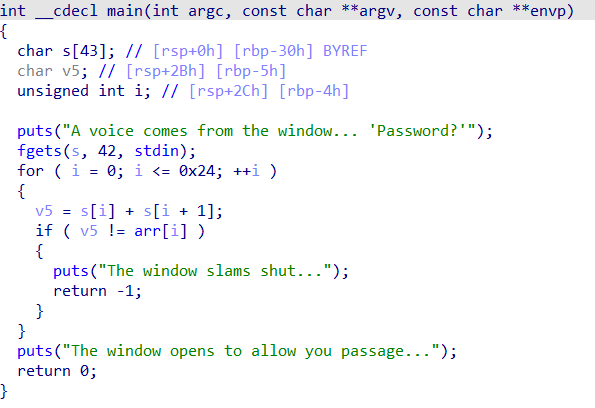 int __cdecl main(int argc, const char **argv, const char **envp)
{
  char s[43]; // [rsp+0h] [rbp-30h] BYREF
  char v5; // [rsp+2Bh] [rbp-5h]
  unsigned int i; // [rsp+2Ch] [rbp-4h]

  puts("A voice comes from the window... 'Password?'");
  fgets(s, 42, stdin);
  for ( i = 0; i <= 0x24; ++i )
  {
    v5 = s[i] + s[i + 1];
    if ( v5 != arr[i] )
    {
      puts("The window slams shut...");
      return -1;
    }
  }
  puts("The window opens to allow you passage...");
  return 0;
}